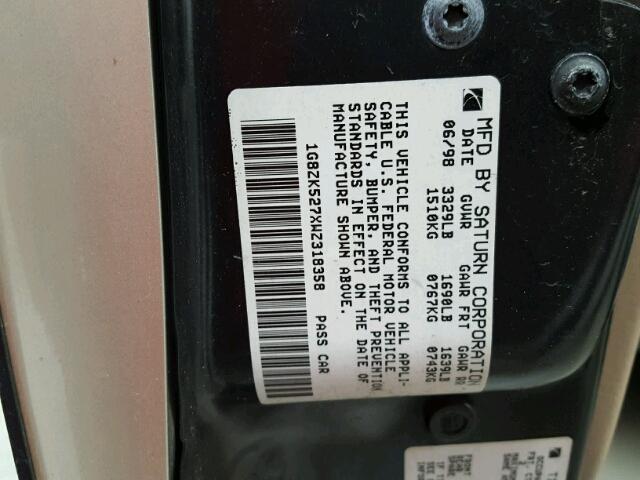 MFD BY SATURN CORPORATION
DATE GVWR GAWR FRT GAWR RR
06/98 3329LB 1690LB 1639LB
1510KG 0767KG 0743KG
THIS VEHICLE CONFORMS TO ALL APPLI-
CABLE U.S. FEDERAL MOTOR VEHICLE
SAFETY, BUMPER, AND THEFT PREVENTION
STANDARDS IN EFFECT ON THE DATE OF
MANUFACTURE SHOWN ABOVE.
1G8ZK527XWZ318358 PASS CAR